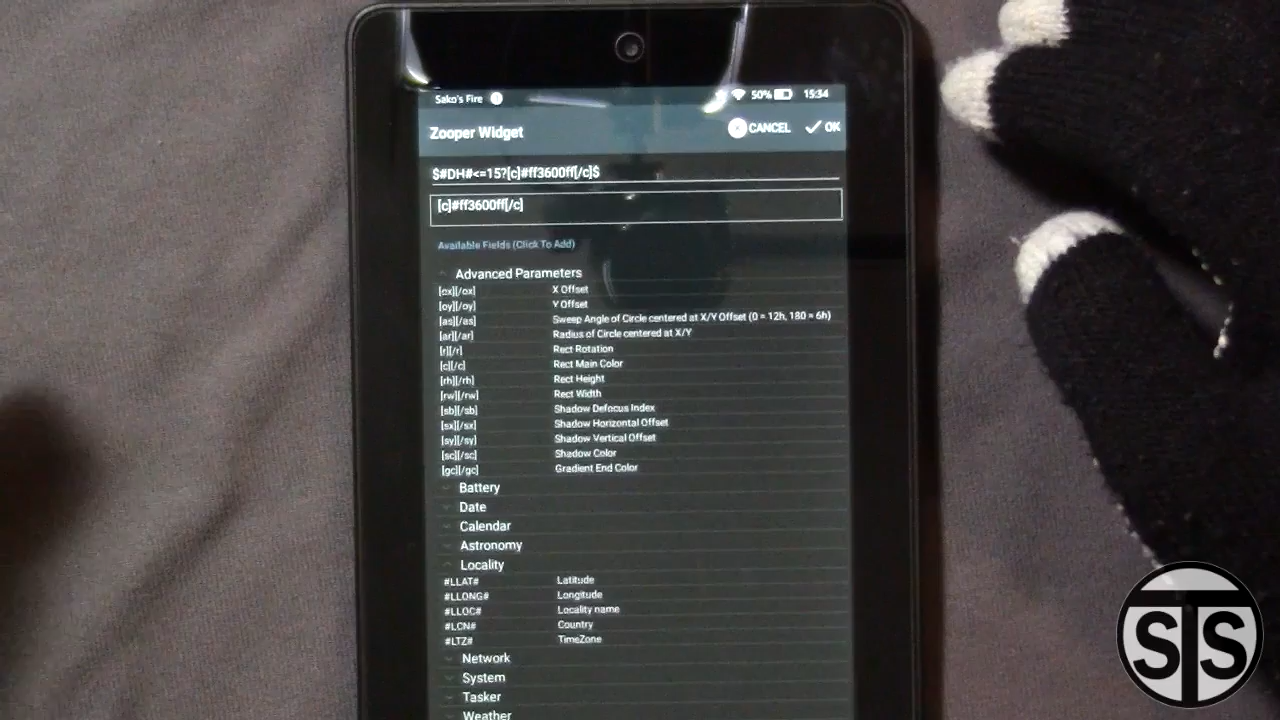 Sako's Fire 50% 15:34
Zooper Widget CANCEL OK
$#DH#<=15?[c]#ff3600ff[/c]$
[c]#ff3600ff[/c]
Available Fields (Click To Add)
Advanced Parameters
[ox][/ox] X Offset
[oy][/oy] Y Offset
[as][/as] Sweep Angle of Circle centered at X/Y Offset (0 = 12h, 180 = 6h)
[ar][/ar] Radius of Circle centered at X/Y
[r][/r] Rect Rotation
[c][/c] Rect Main Color
[rh][/rh] Rect Height
[rw][/rw] Rect Width
[sb][/sb] Shadow Defocus Index
[sx][/sx] Shadow Horizontal Offset
[sy][/sy] Shadow Vertical Offset
[sc][/sc] Shadow Color
[gc][/gc] Gradient End Color
Battery
Date
Calendar
Astronomy
Locality
#LLAT# Latitude
#LLONG# Longitude
#LLOC# Locality name
#LCN# Country
#LTZ# TimeZone
Network
System
Tasker
Weather
STS